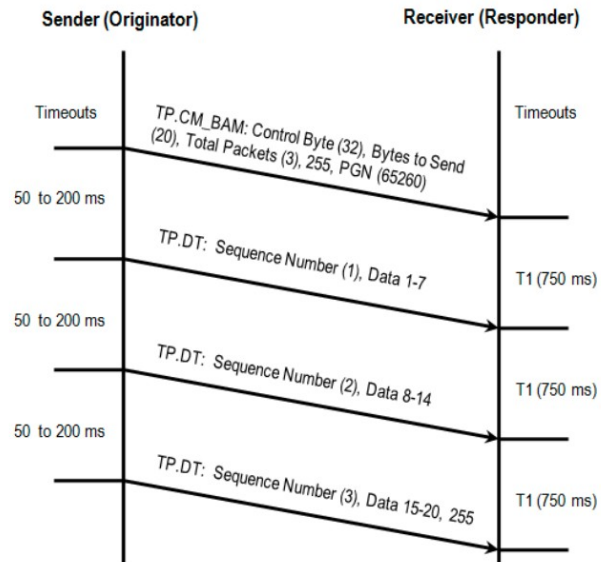 Sender (Originator)
Receiver (Responder)
Timeouts
Timeouts
TP.CM_BAM: Control Byte (32), Bytes to Send
(20), Total Packets (3), 255, PGN (65260)
50 to 200 ms
TP.DT: Sequence Number (1), Data 1-7
T1 (750 ms)
50 to 200 ms
TP.DT: Sequence Number (2), Data 8-14
T1 (750 ms)
50 to 200 ms
TP.DT: Sequence Number (3), Data 15-20, 255
T1 (750 ms)